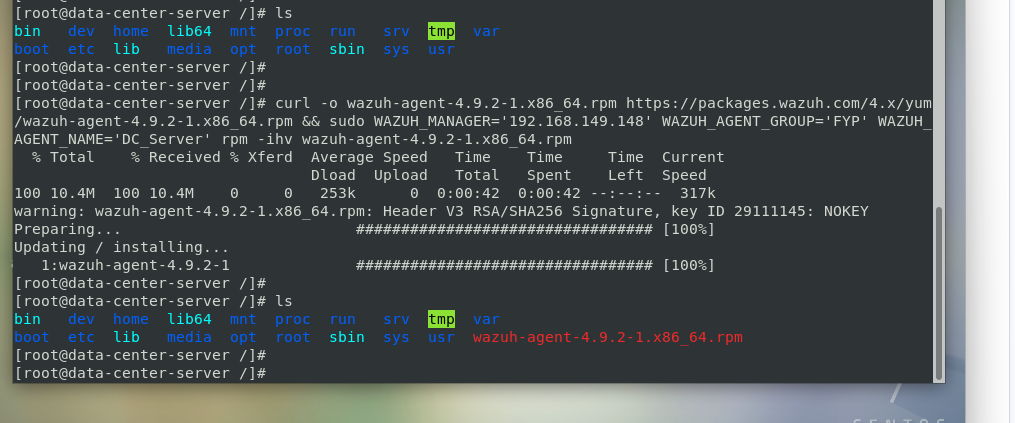 [root@data-center-server /]# ls
bin dev home lib64 mnt proc run srv tmp var
boot etc lib media opt root sbin sys usr
[root@data-center-server /]#
[root@data-center-server /]#
[root@data-center-server /]# curl -o wazuh-agent-4.9.2-1.x86_64.rpm https://packages.wazuh.com/4.x/yum
/wazuh-agent-4.9.2-1.x86_64.rpm && sudo WAZUH_MANAGER='192.168.149.148' WAZUH_AGENT_GROUP='FYP' WAZUH_
AGENT_NAME='DC_Server' rpm -ihv wazuh-agent-4.9.2-1.x86_64.rpm
% Total % Received % Xferd Average Speed Time Time Time Current
Dload Upload Total Spent Left Speed
100 10.4M 100 10.4M 0 0 253k 0 0:00:42 0:00:42 --:--:-- 317k
warning: wazuh-agent-4.9.2-1.x86_64.rpm: Header V3 RSA/SHA256 Signature, key ID 29111145: NOKEY
Preparing... ################################# [100%]
Updating / installing...
1:wazuh-agent-4.9.2-1 ################################# [100%]
[root@data-center-server /]#
[root@data-center-server /]# ls
bin dev home lib64 mnt proc run srv tmp var
boot etc lib media opt root sbin sys usr wazuh-agent-4.9.2-1.x86_64.rpm
[root@data-center-server /]#
[root@data-center-server /]#
7
CENTOS